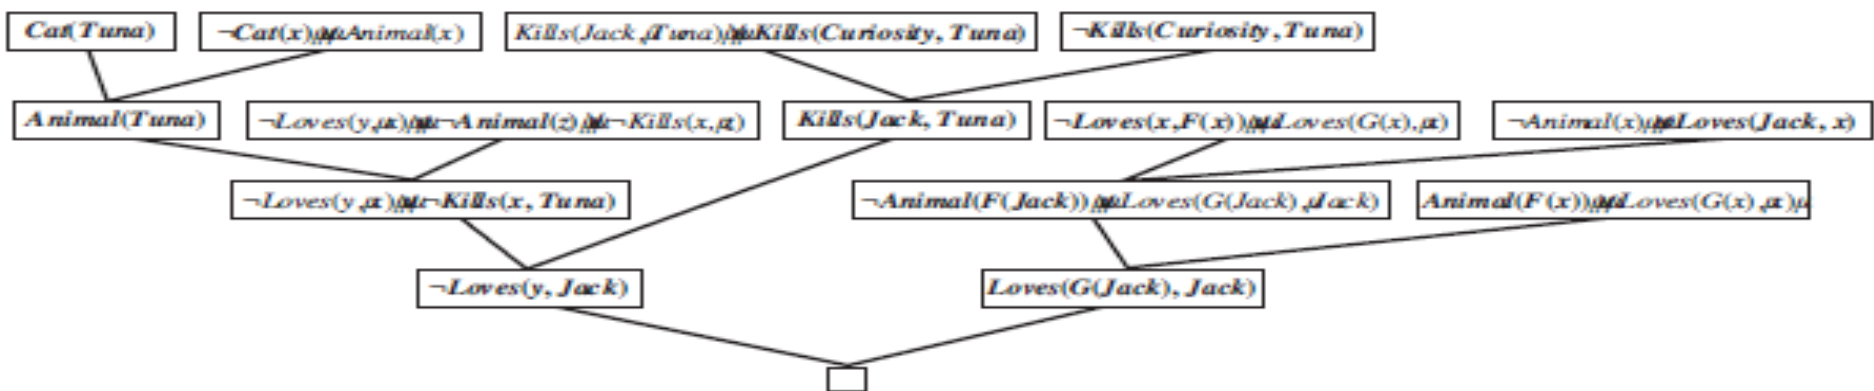 Cat(Tuna) ¬Cat(x) Animal(x) Kills(Jack, Tuna) Kills(Curiosity, Tuna) ¬Kills(Curiosity, Tuna)
Animal(Tuna) ¬Loves(y, x) ¬Animal(z) ¬Kills(x, z) Kills(Jack, Tuna) ¬Loves(x, F(x)) Loves(G(x), x) ¬Animal(x) Loves(Jack, x)
¬Loves(y, x) ¬Kills(x, Tuna) ¬Animal(F(Jack)) Loves(G(Jack), Jack) Animal(F(x)) Loves(G(x), x)
¬Loves(y, Jack) Loves(G(Jack), Jack)